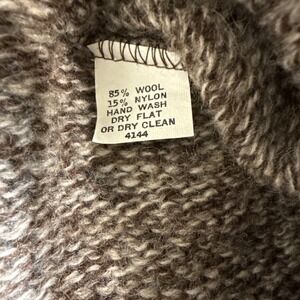 85% WOOL
15% NYLON
HAND WASH
DRY FLAT
OR DRY CLEAN
4144